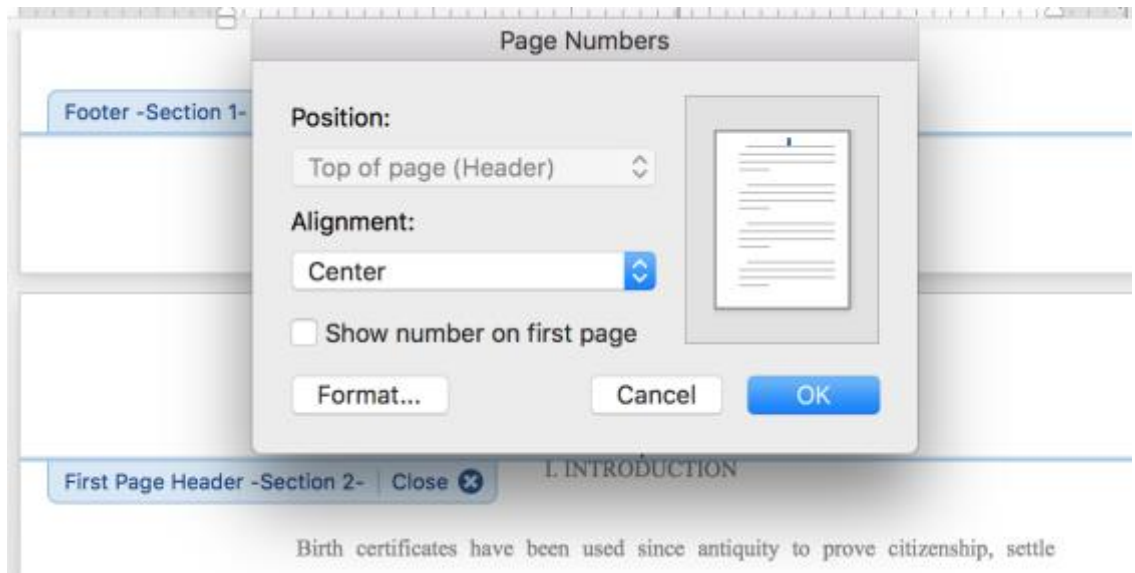 Page Numbers
Footer -Section 1-
Position:
Top of page (Header)
Alignment:
Center
Show number on first page
Format...
Cancel
OK
First Page Header -Section 2-
Close
I. INTRODUCTION
Birth certificates have been used since antiquity to prove citizenship, settle